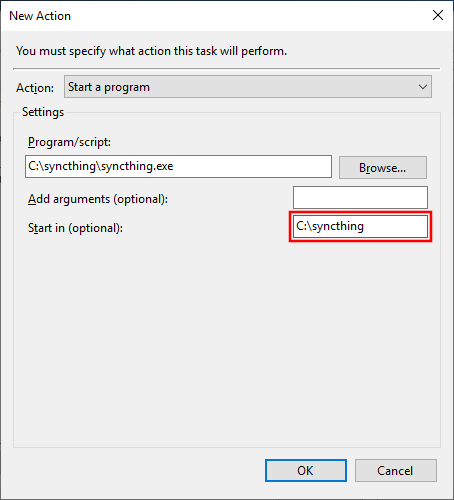 New Action
You must specify what action this task will perform.
Action: Start a program
Settings
Program/script:
C:\syncthing\syncthing.exe Browse...
Add arguments (optional):
Start in (optional): C:\syncthing
OK Cancel